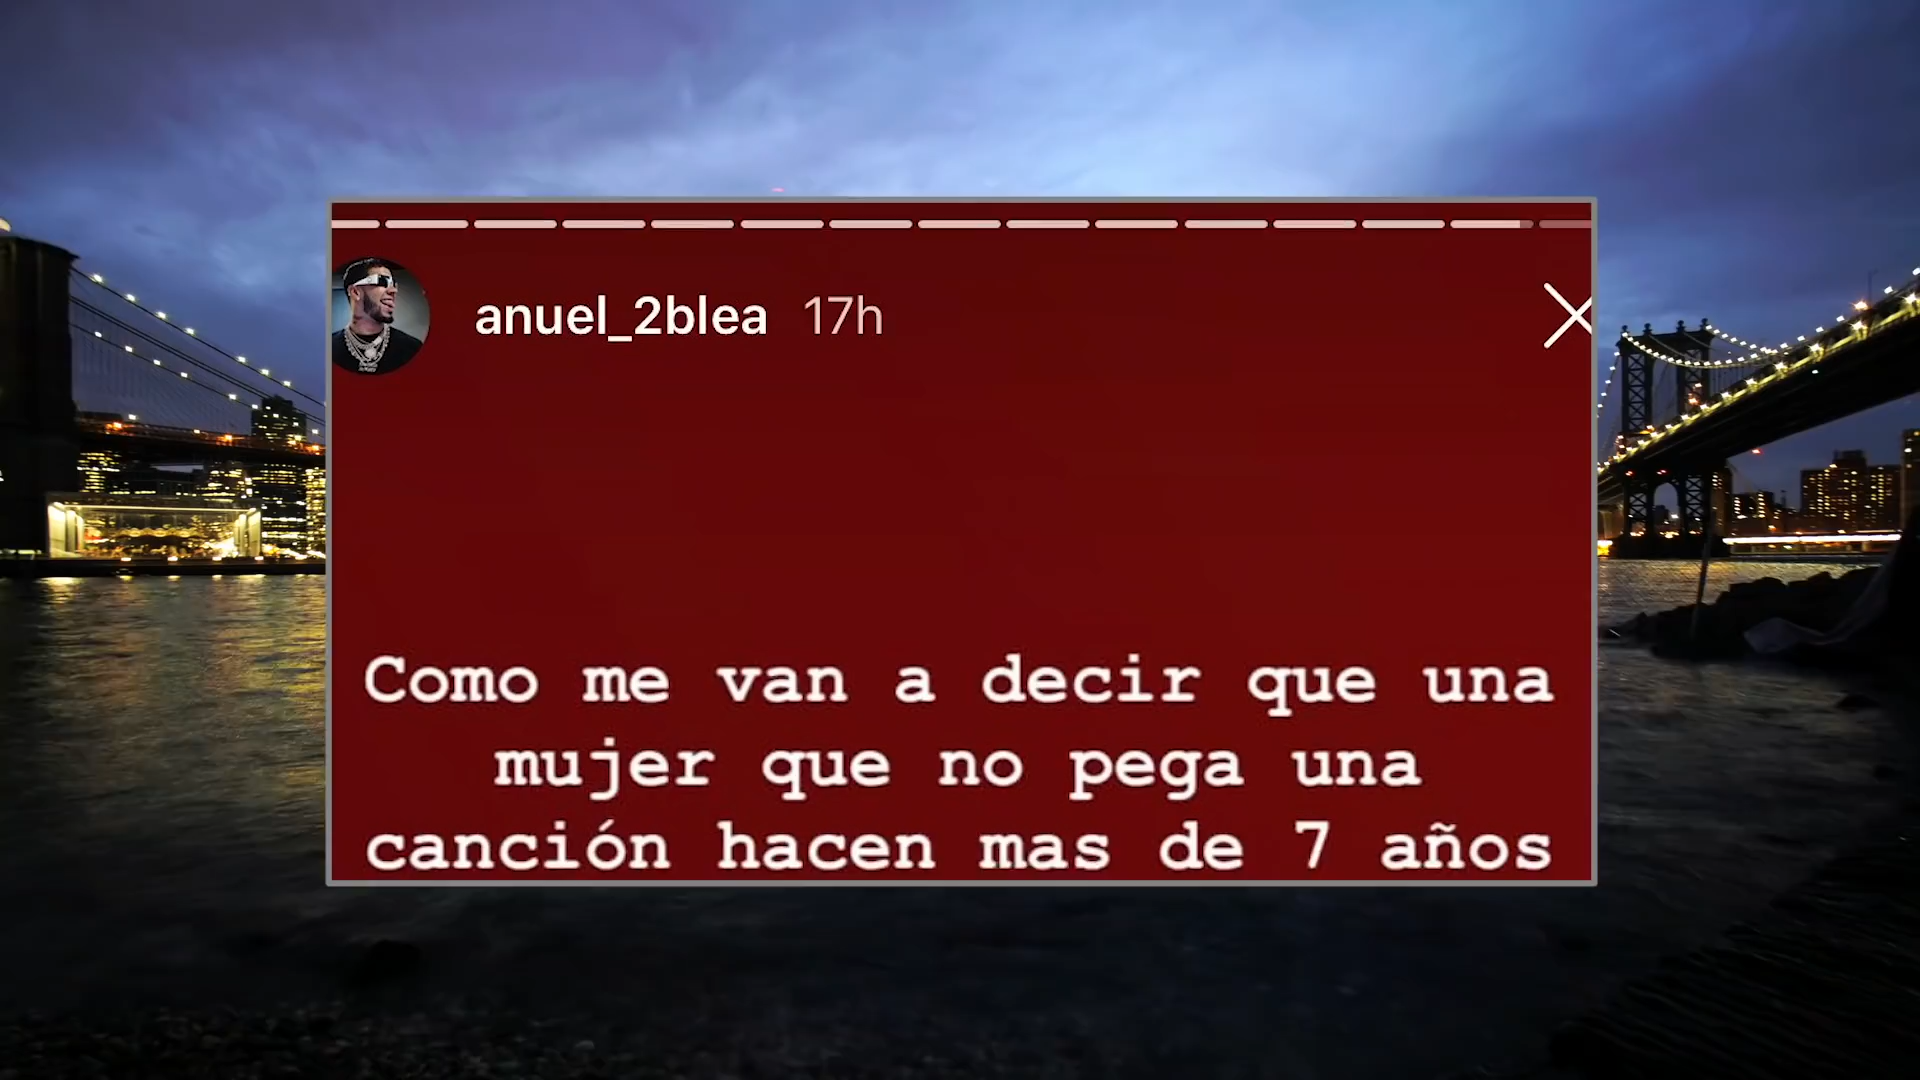 anuel_2blea 17h
Como me van a decir que una
mujer que no pega una
canción hacen mas de 7 años